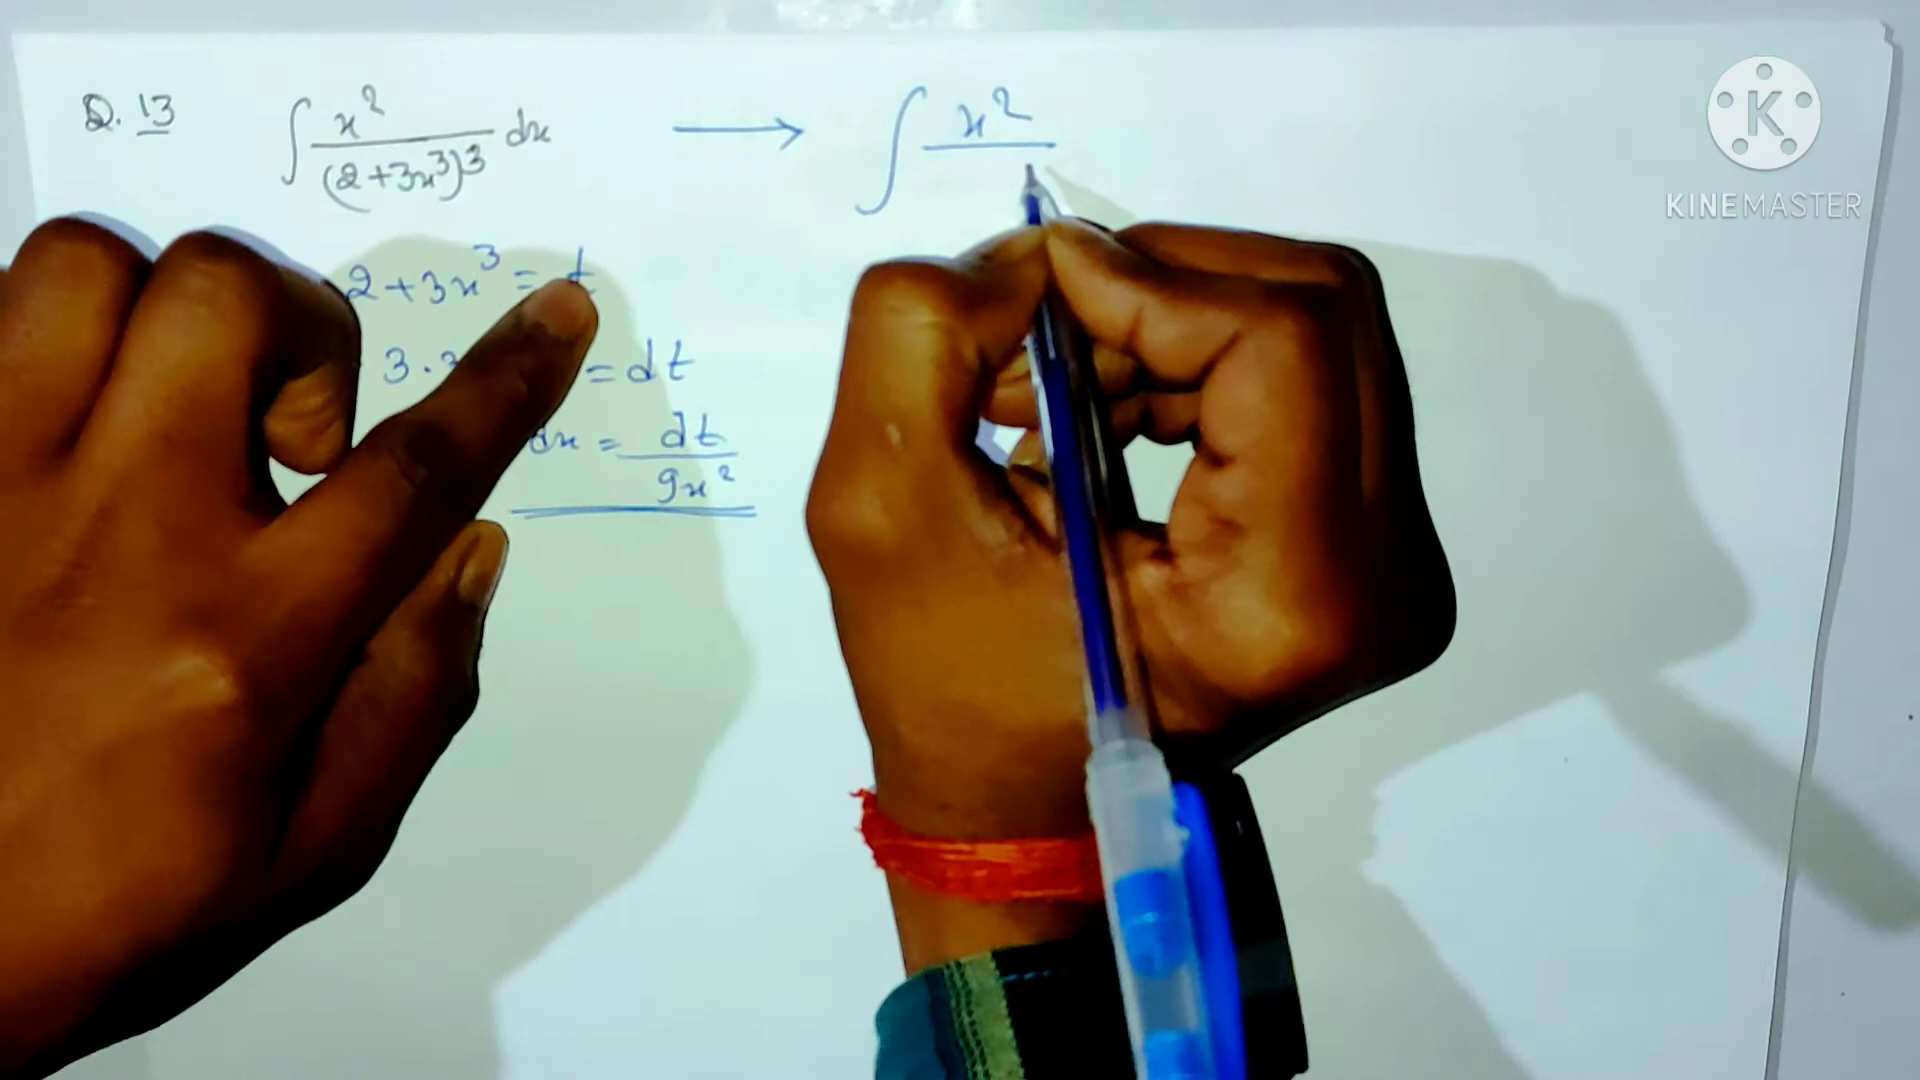 Q. 13 ∫ x² / (2+3x³)³ dx → ∫ x²
2+3x³ = t
3. = dt
dx = dt / 9x²
K
KINEMASTER